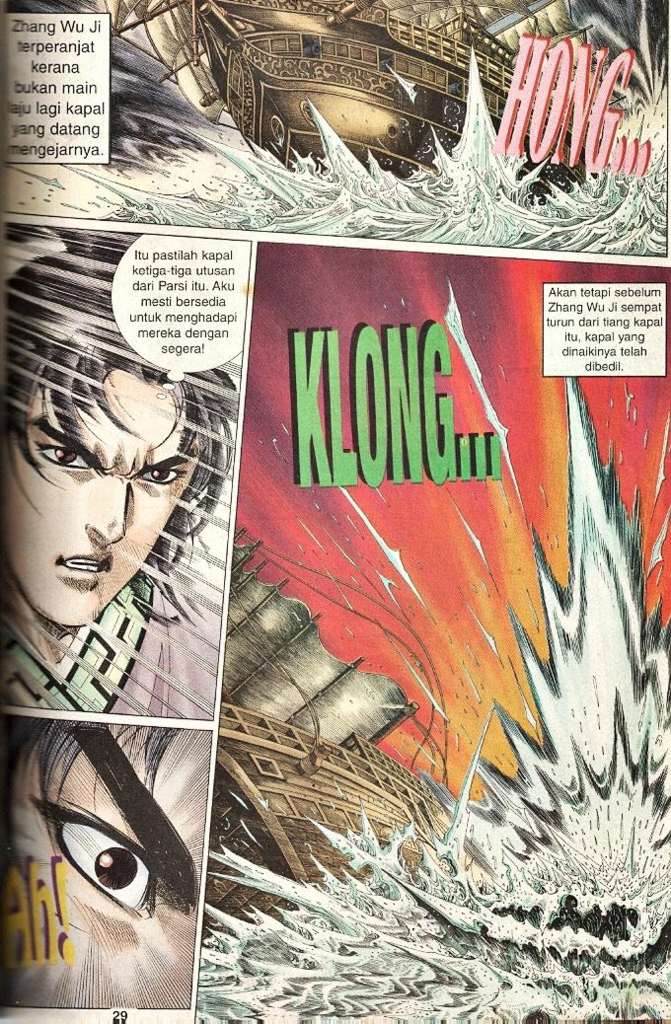 Zhang Wu Ji
terperanjat
kerana
bukan main
laju lagi kapal
yang datang
mengejarnya.
HONG...
Itu pastilah kapal
ketiga-tiga utusan
dari Parsi itu. Aku
mesti bersedia
untuk menghadapi
mereka dengan
segera!
Akan tetapi sebelum
Zhang Wu Ji sempat
turun dari tiang kapal
itu, kapal yang
dinaikinya telah
dibedil.
KLONG...
eh!
29